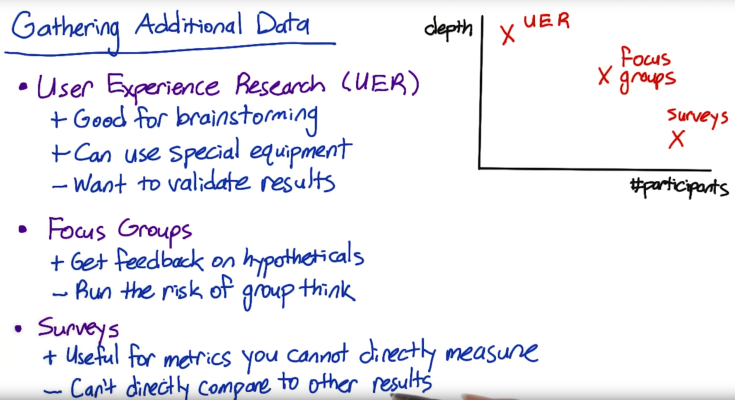 Gathering Additional Data
• User Experience Research (UER)
+ Good for brainstorming
+ Can use special equipment
- Want to validate results
• Focus Groups
+ Get feedback on hypotheticals
- Run the risk of group think
• Surveys
+ Useful for metrics you cannot directly measure
- Can't directly compare to other results
depth
X UER
Focus
X groups
surveys
X
#participants